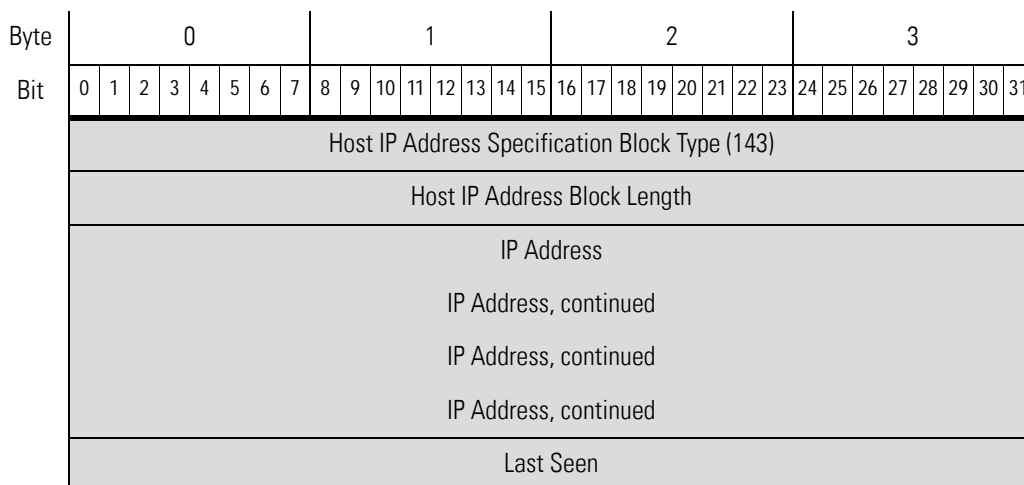 Byte 0 1 2 3
Bit 0 1 2 3 4 5 6 7 8 9 10 11 12 13 14 15 16 17 18 19 20 21 22 23 24 25 26 27 28 29 30 31
Host IP Address Specification Block Type (143)
Host IP Address Block Length
IP Address
IP Address, continued
IP Address, continued
IP Address, continued
Last Seen